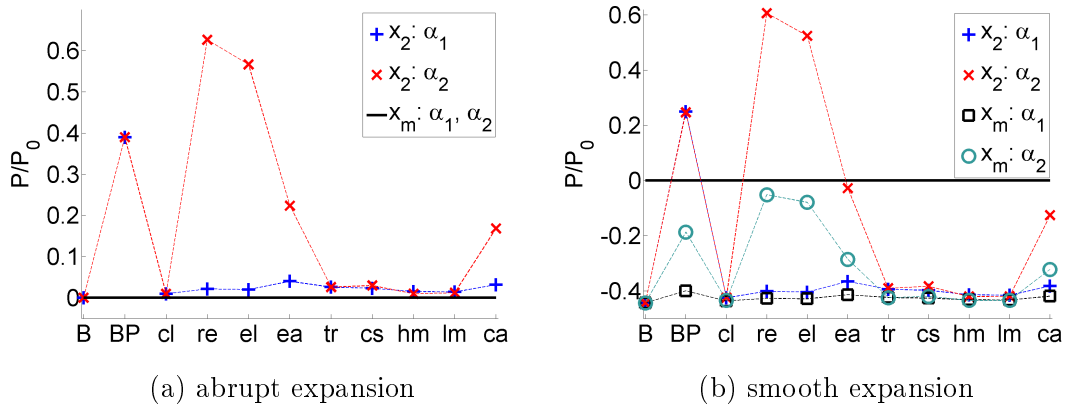 P/P₀
0.6
0.5
0.4
0.3
0.2
0.1
0
B BP cl re el ea tr cs hm lm ca
x₂: α₁
x₂: α₂
xₘ: α₁, α₂
(a) abrupt expansion
P/P₀
0.6
0.4
0.2
0
-0.2
-0.4
B BP cl re el ea tr cs hm lm ca
x₂: α₁
x₂: α₂
xₘ: α₁
xₘ: α₂
(b) smooth expansion